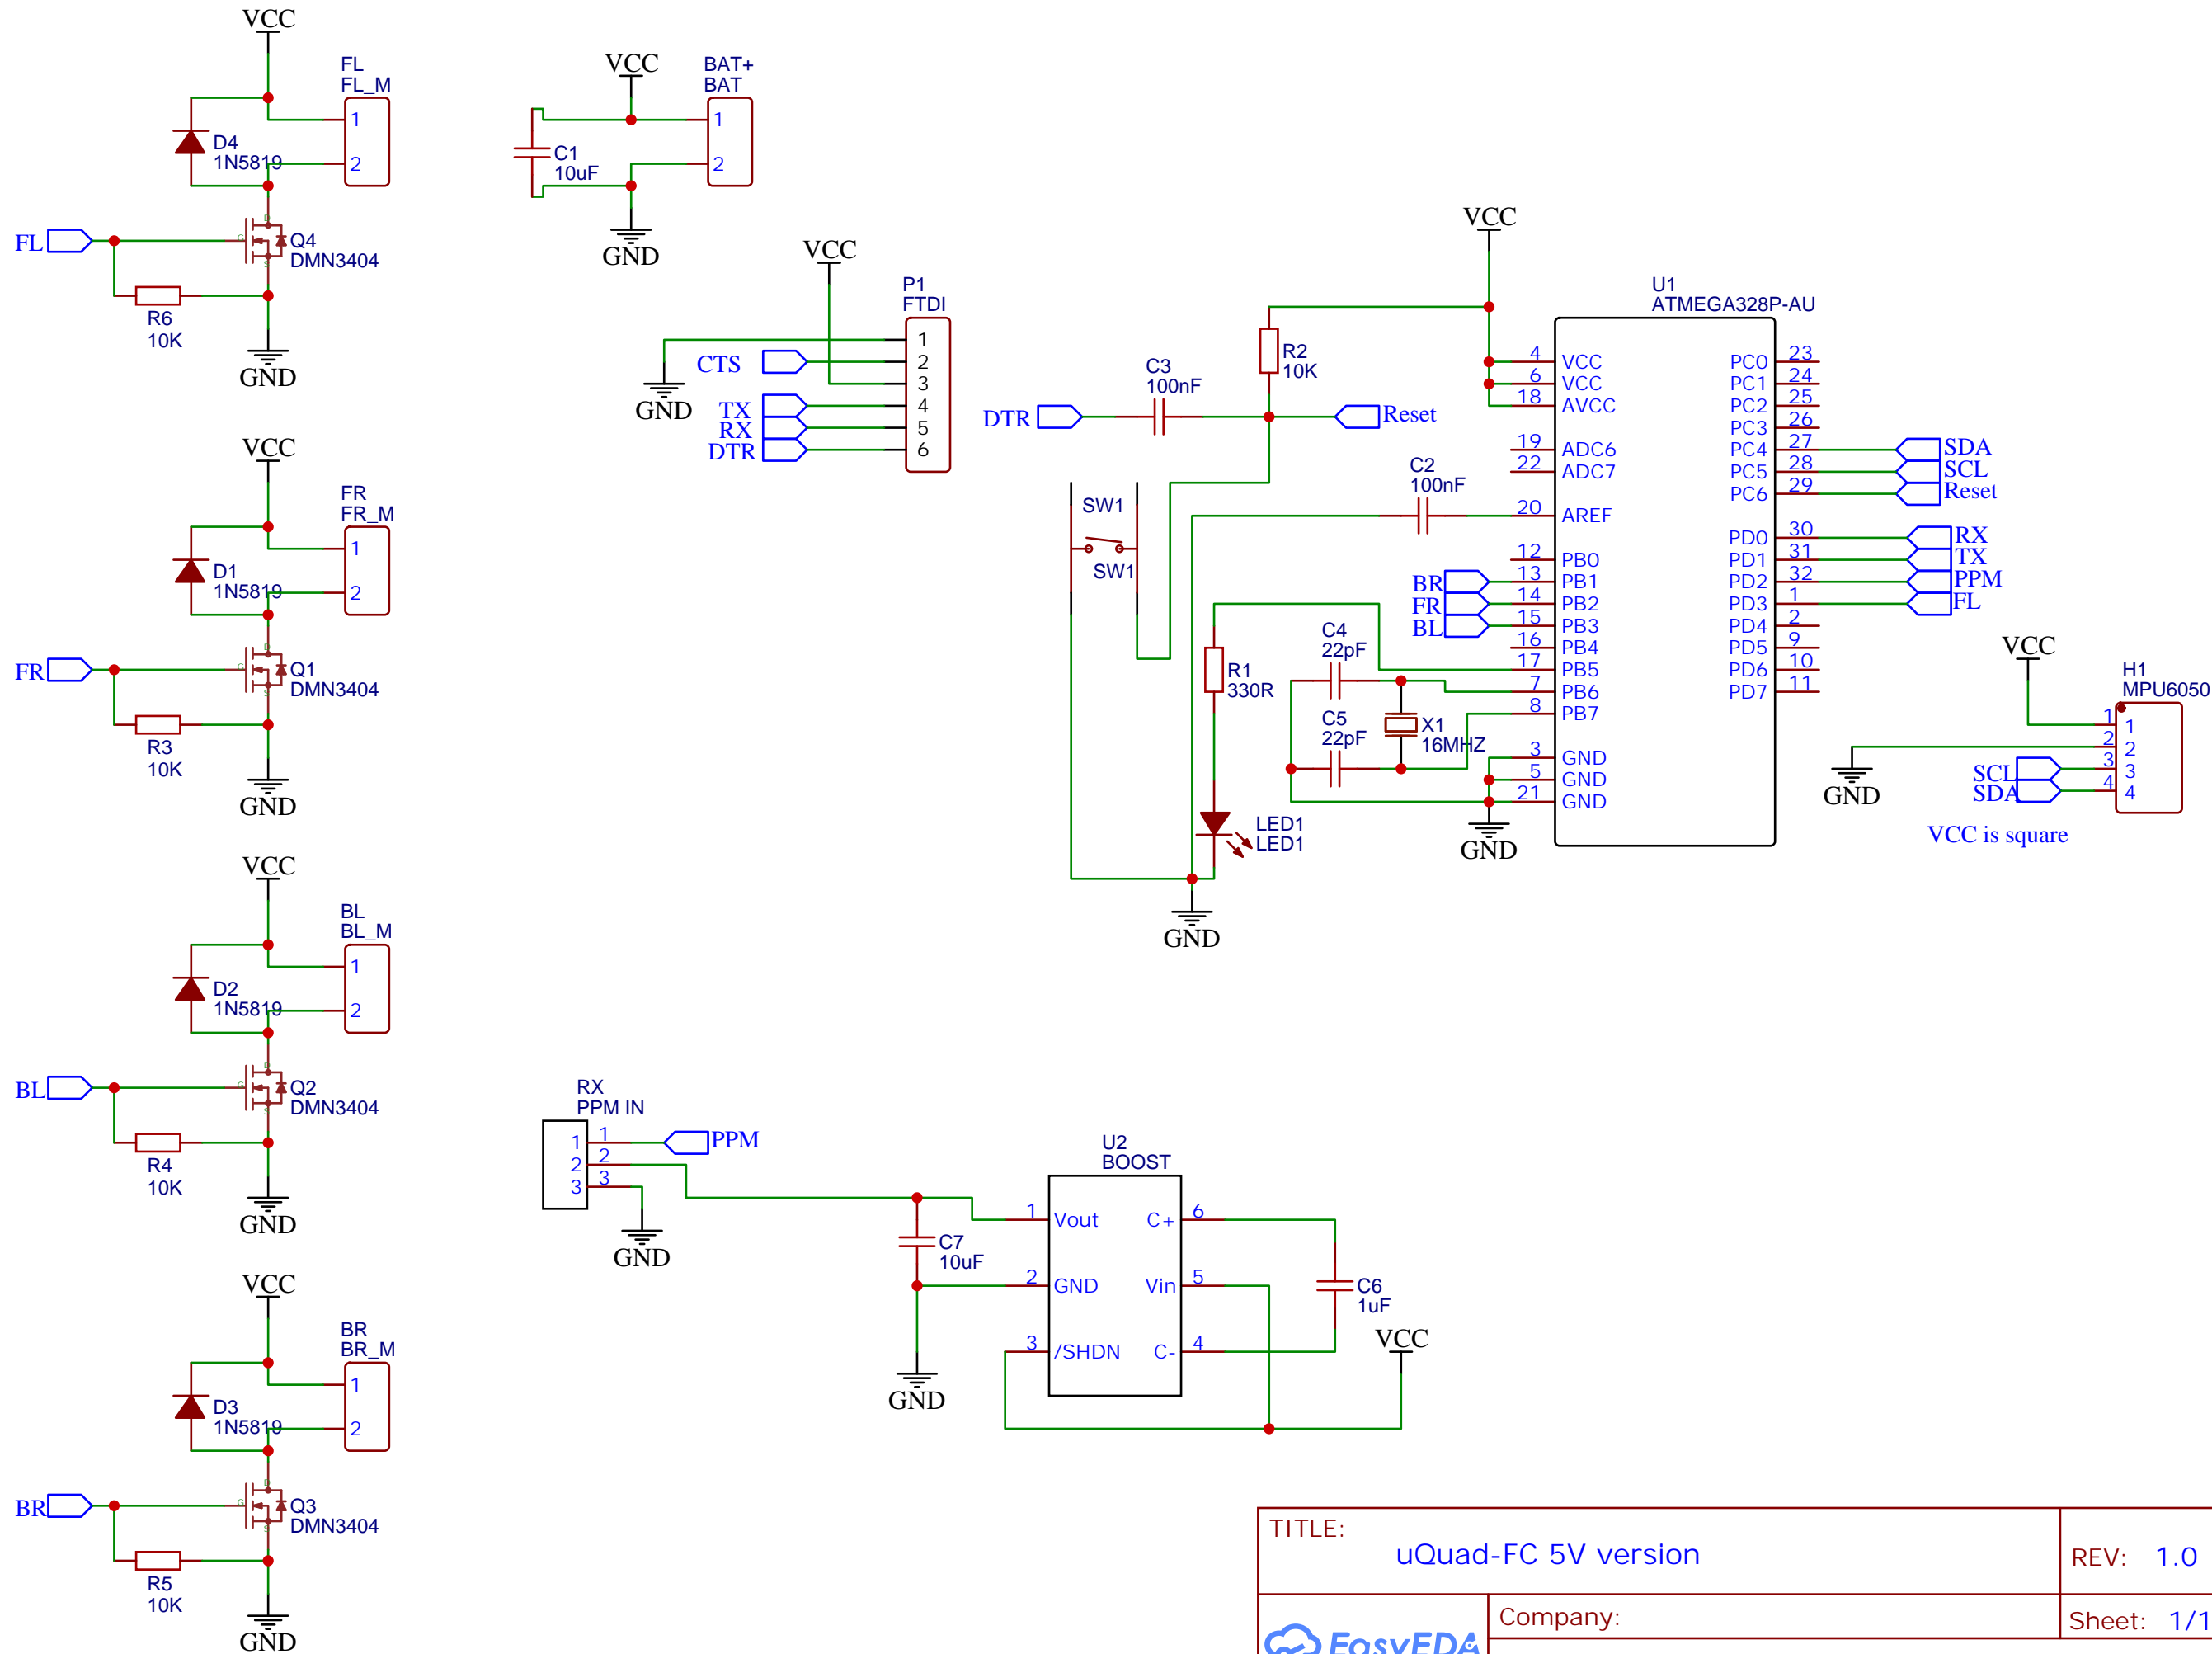 VCC
FL
FL_M
1
2
D4
1N5819
FL
Q4
DMN3404
R6
10K
GND
VCC
FR
FR_M
1
2
D1
1N5819
FR
Q1
DMN3404
R3
10K
GND
VCC
BL
BL_M
1
2
D2
1N5819
BL
Q2
DMN3404
R4
10K
GND
VCC
BR
BR_M
1
2
D3
1N5819
BR
Q3
DMN3404
R5
10K
GND
VCC
BAT+
BAT
1
2
C1
10uF
GND
VCC
P1
FTDI
1
2
3
4
5
6
CTS
TX
RX
DTR
GND
VCC
R2
10K
C3
100nF
DTR
Reset
SW1
SW1
C2
100nF
BR
FR
BL
R1
330R
C4
22pF
C5
22pF
X1
16MHZ
LED1
LED1
GND
GND
U1
ATMEGA328P-AU
4 VCC
6 VCC
18 AVCC
19 ADC6
22 ADC7
20 AREF
12 PB0
13 PB1
14 PB2
15 PB3
16 PB4
17 PB5
7 PB6
8 PB7
3 GND
5 GND
21 GND
PC0 23
PC1 24
PC2 25
PC3 26
PC4 27 SDA
PC5 28 SCL
PC6 29 Reset
PD0 30 RX
PD1 31 TX
PD2 32 PPM
PD3 1 FL
PD4 2
PD5 9
PD6 10
PD7 11
VCC
H1
MPU6050
1 1
2 2
SCL 3 3
SDA 4 4
GND
VCC is square
RX
PPM IN
1 1 PPM
2 2
3 3
GND
C7
10uF
GND
U2
BOOST
1 Vout C+ 6
2 GND Vin 5
3 /SHDN C- 4
C6
1uF
VCC
TITLE:
uQuad-FC 5V version
REV: 1.0
Company:
Sheet: 1/1
EasyEDA